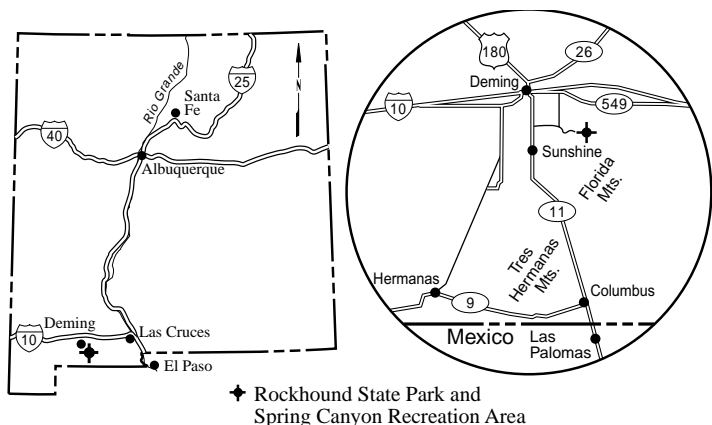 Rio Grande
Santa
Fe
25
N
40
Albuquerque
Deming
Las Cruces
10
El Paso
180
26
Deming
10
549
Sunshine
Florida
Mts.
11
Tres
Hermanas
Mts.
Hermanas
9
Columbus
Mexico
Las
Palomas
Rockhound State Park and
Spring Canyon Recreation Area